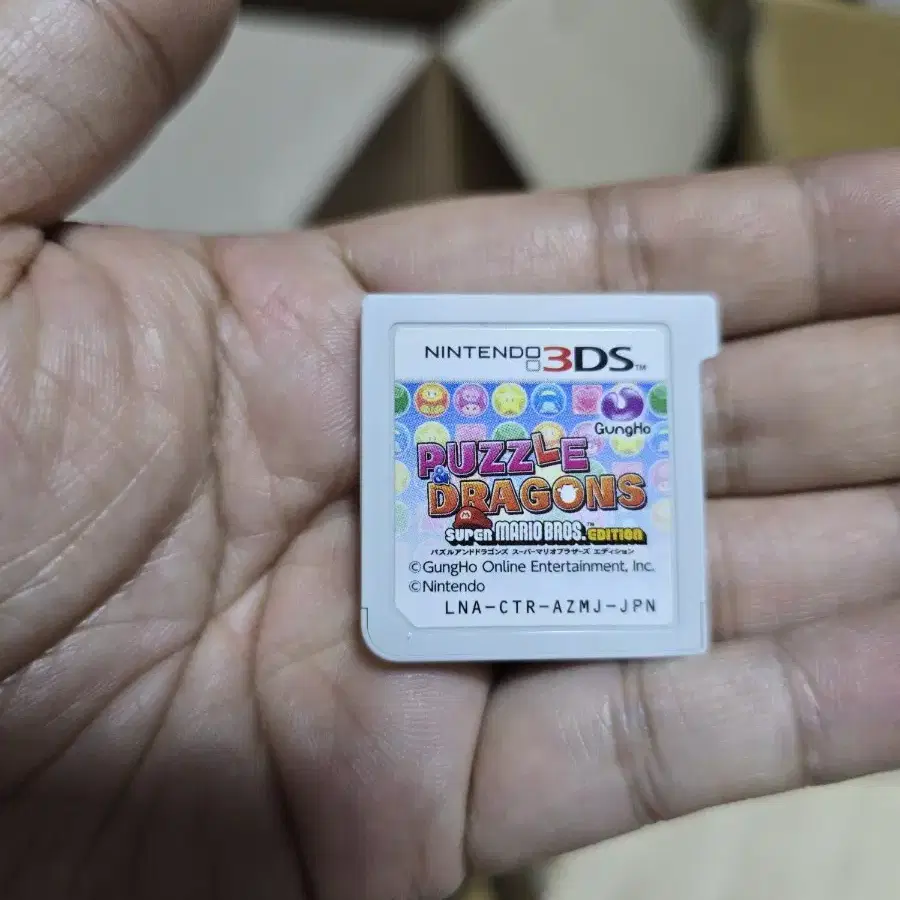 NINTENDO 3DS™
GungHo
PUZZLE
& DRAGONS
SUPER MARIO BROS.™ EDITION
パズルアンドドラゴンズ スーパーマリオブラザーズ エディション
©GungHo Online Entertainment, Inc.
©Nintendo
LNA-CTR-AZMJ-JPN